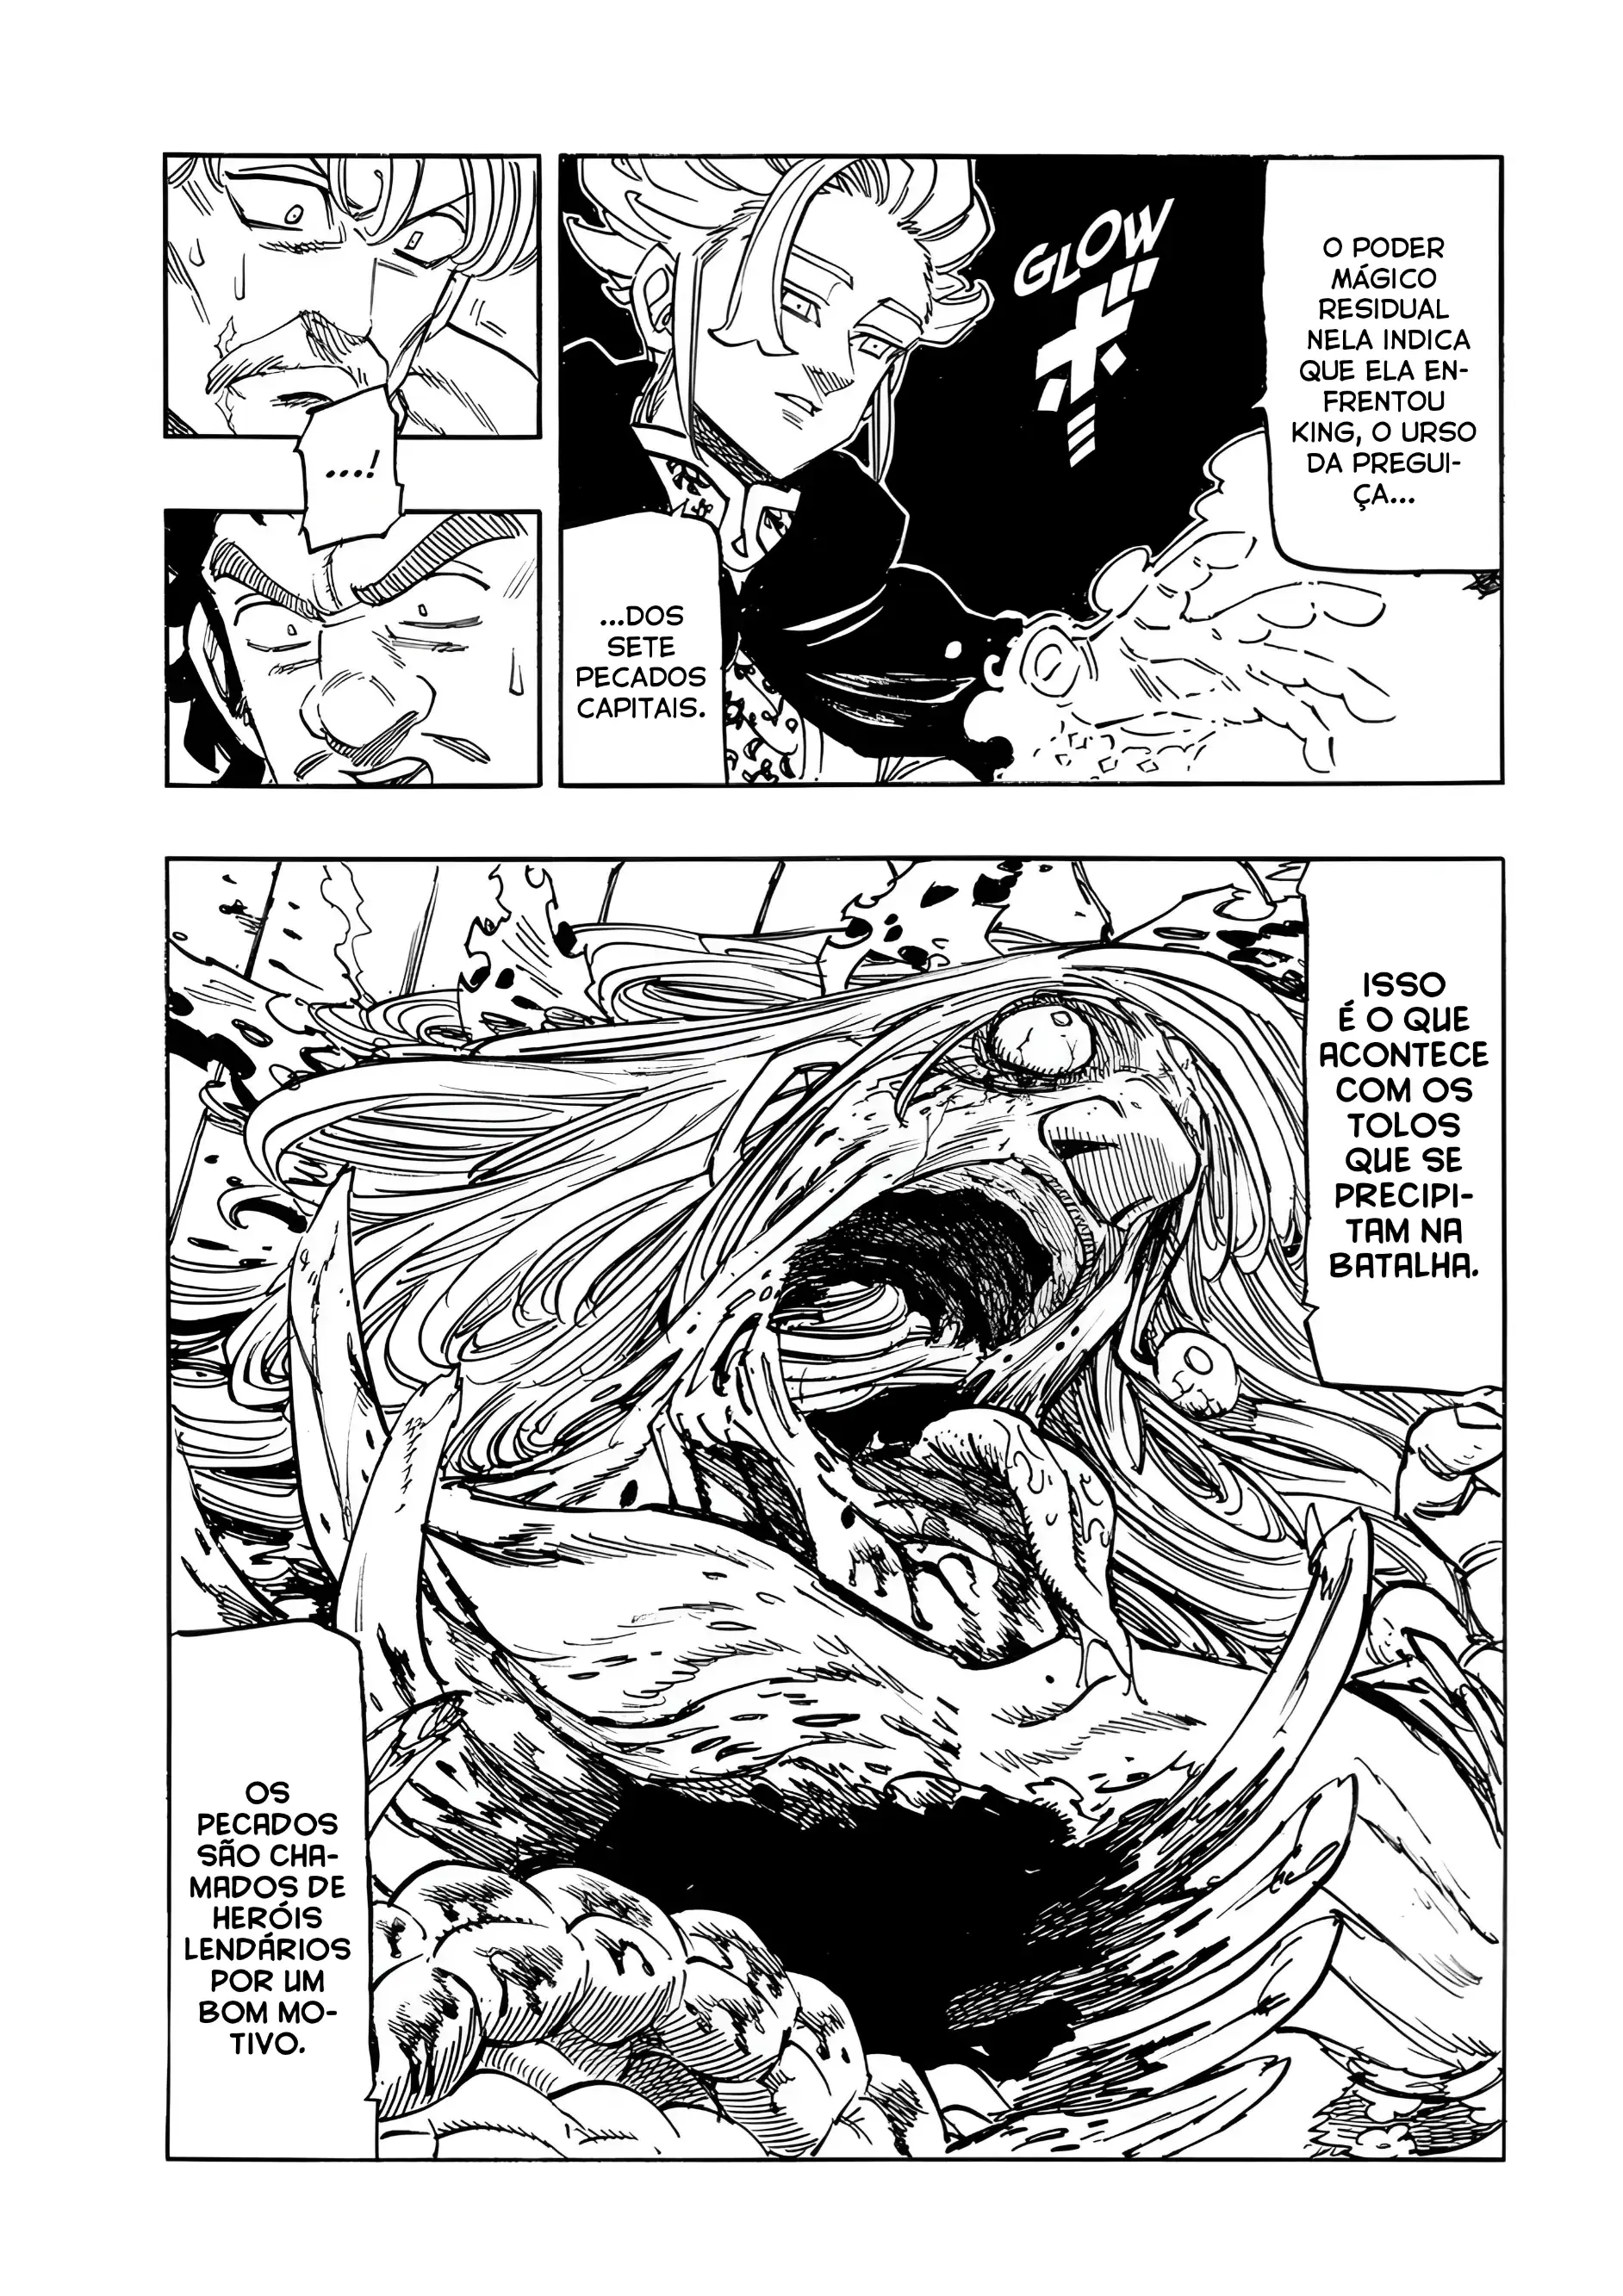 O PODER
MÁGICO
RESIDUAL
NELA INDICA
QUE ELA EN-
FRENTOU
KING, O URSO
DA PREGUI-
ÇA...
GLOW
ボ
...DOS
SETE
PECADOS
CAPITAIS.
...!
ISSO
É O QUE
ACONTECE
COM OS
TOLOS
QUE SE
PRECIPI-
TAM NA
BATALHA.
OS
PECADOS
SÃO CHA-
MADOS DE
HERÓIS
LENDÁRIOS
POR UM
BOM MO-
TIVO.